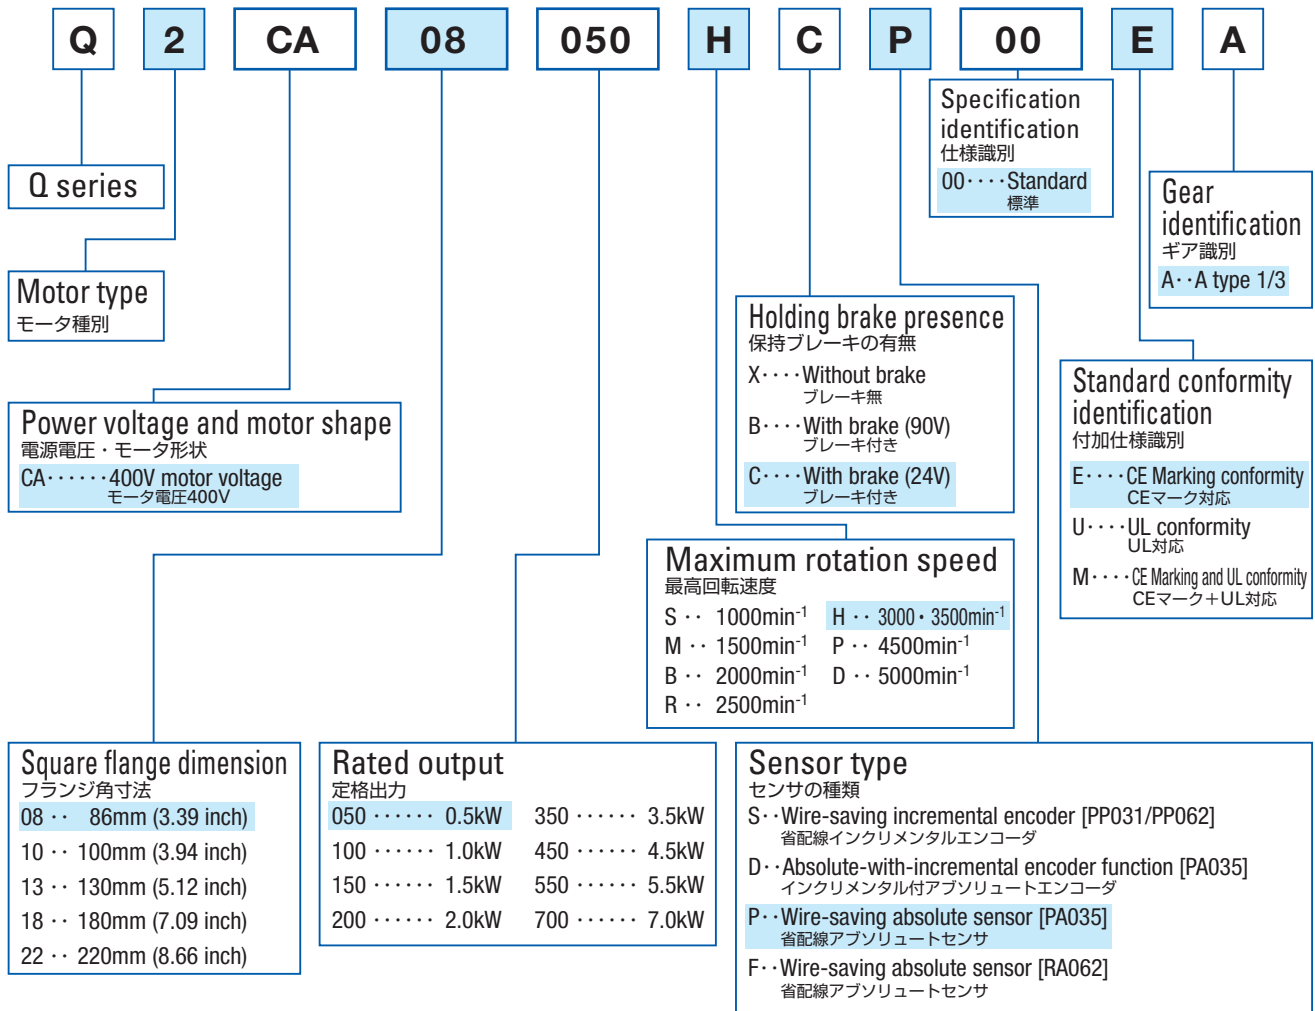 Q 2 CA 08 050 H C P 00 E A
Specification
identification
仕様識別
00‥‥Standard
標準
Q series
Gear
identification
ギア識別
A‥A type 1/3
Motor type
モータ種別
Holding brake presence
保持ブレーキの有無
X‥‥Without brake
ブレーキ無
B‥‥With brake (90V)
ブレーキ付き
C‥‥With brake (24V)
ブレーキ付き
Standard conformity
identification
付加仕様識別
E‥‥CE Marking conformity
CEマーク対応
U‥‥UL conformity
UL対応
M‥‥CE Marking and UL conformity
CEマーク＋UL対応
Power voltage and motor shape
電源電圧・モータ形状
CA‥‥‥400V motor voltage
モータ電圧400V
Maximum rotation speed
最高回転速度
S‥ 1000min⁻¹ H‥ 3000・3500min⁻¹
M‥ 1500min⁻¹ P‥ 4500min⁻¹
B‥ 2000min⁻¹ D‥ 5000min⁻¹
R‥ 2500min⁻¹
Square flange dimension
フランジ角寸法
08‥ 86mm (3.39 inch)
10‥ 100mm (3.94 inch)
13‥ 130mm (5.12 inch)
18‥ 180mm (7.09 inch)
22‥ 220mm (8.66 inch)
Rated output
定格出力
050‥‥‥ 0.5kW 350‥‥‥ 3.5kW
100‥‥‥ 1.0kW 450‥‥‥ 4.5kW
150‥‥‥ 1.5kW 550‥‥‥ 5.5kW
200‥‥‥ 2.0kW 700‥‥‥ 7.0kW
Sensor type
センサの種類
S‥Wire-saving incremental encoder [PP031/PP062]
省配線インクリメンタルエンコーダ
D‥Absolute-with-incremental encoder function [PA035]
インクリメンタル付アブソリュートエンコーダ
P‥Wire-saving absolute sensor [PA035]
省配線アブソリュートセンサ
F‥Wire-saving absolute sensor [RA062]
省配線アブソリュートセンサ